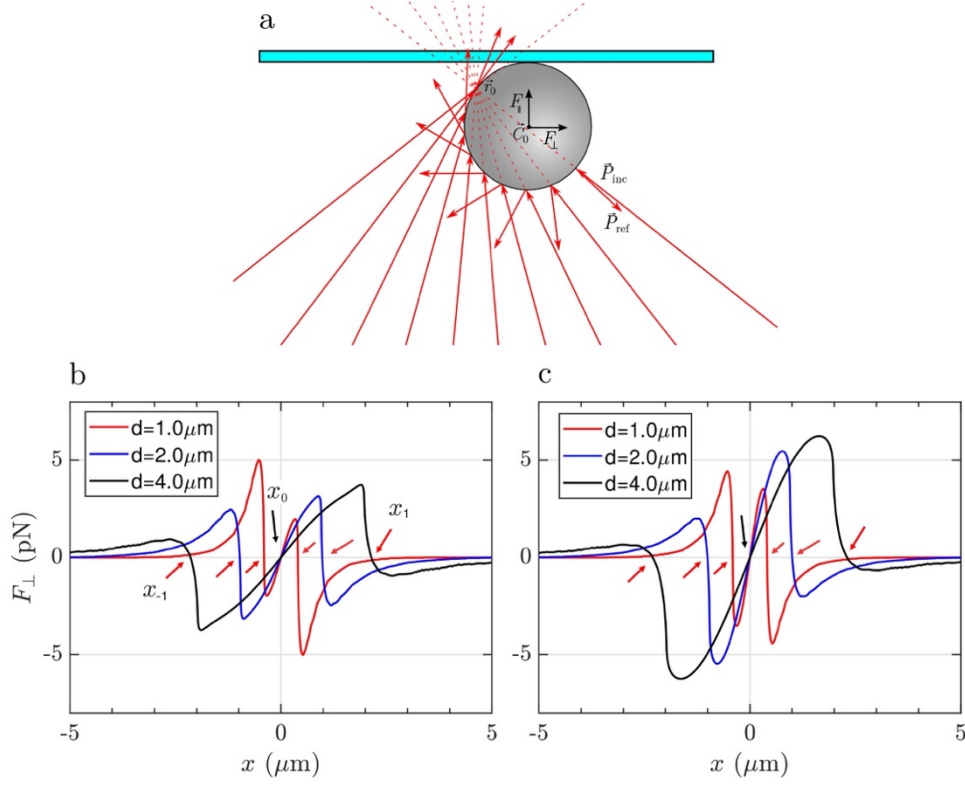 a
r⃗₀
F∥
C⃗₀
F⊥
P⃗inc
P⃗ref
b
c
d=1.0μm
d=2.0μm
d=4.0μm
x₀
x₁
x₋₁
F⊥ (pN)
5
0
-5
-5
0
5
x (μm)
d=1.0μm
d=2.0μm
d=4.0μm
5
0
-5
-5
0
5
x (μm)